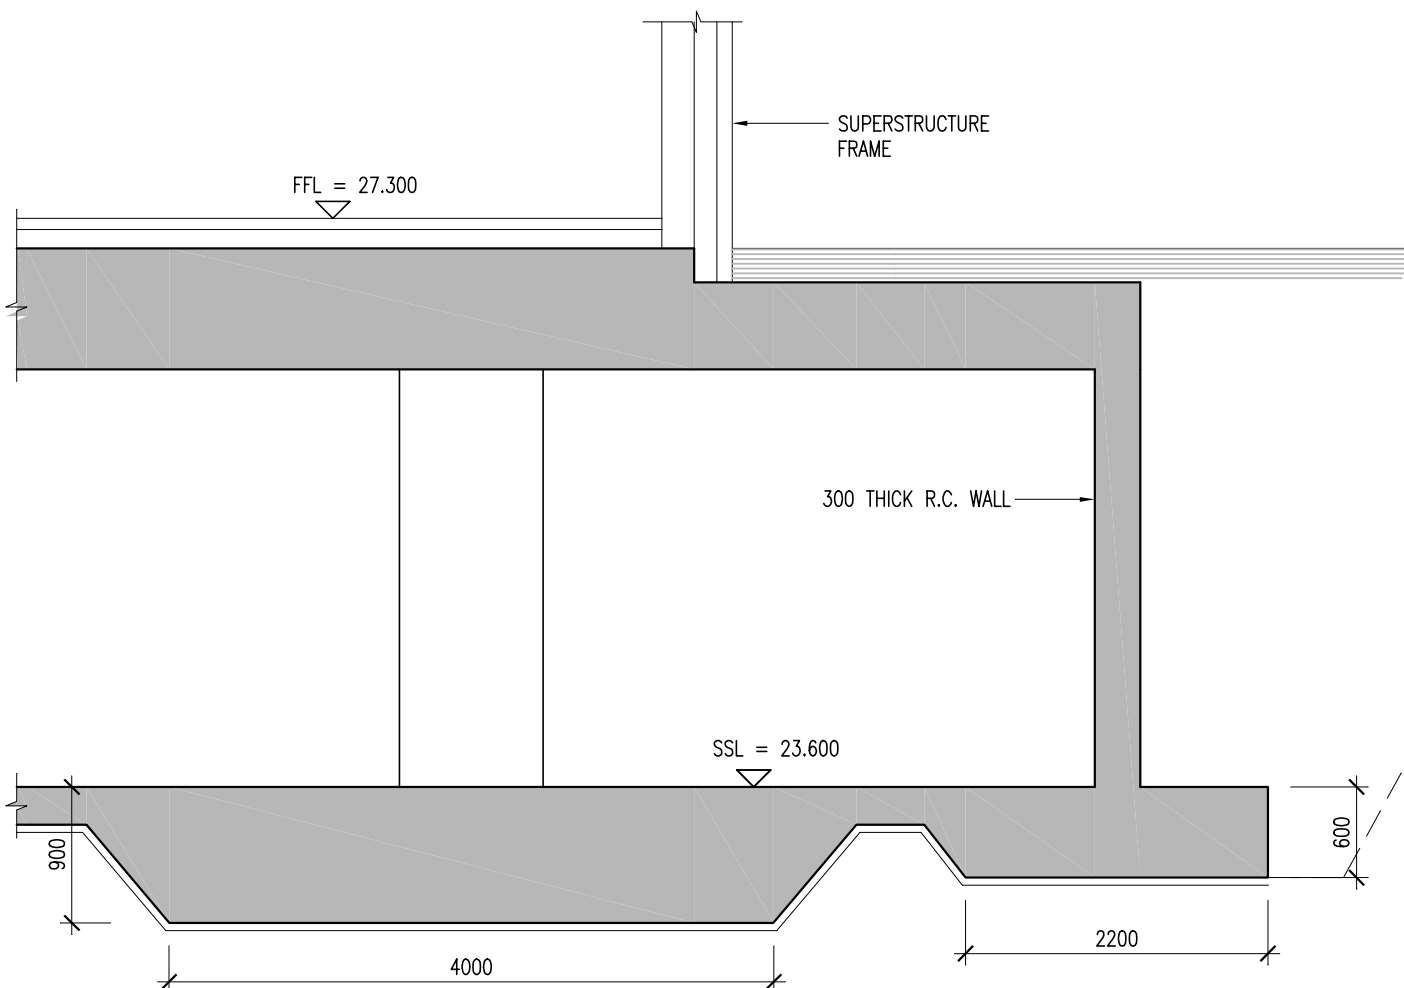 SUPERSTRUCTURE
FRAME
FFL = 27.300
300 THICK R.C. WALL
SSL = 23.600
900
600
4000
2200